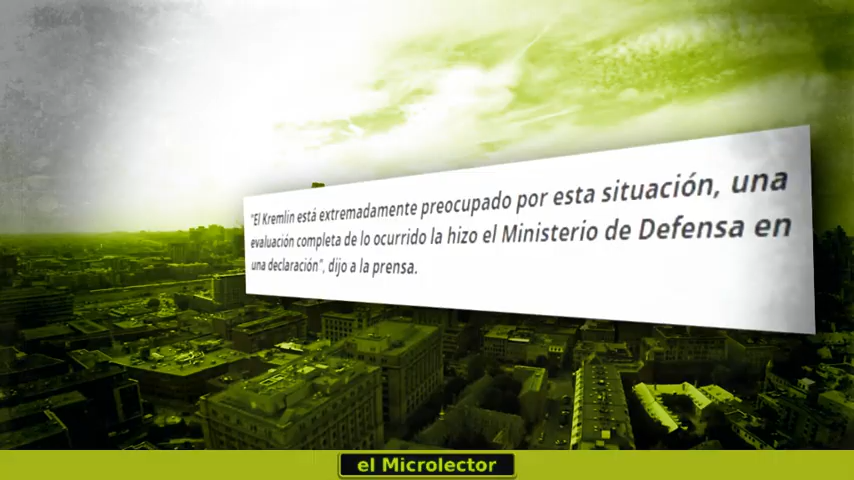 "El Kremlin está extremadamente preocupado por esta situación, una
evaluación completa de lo ocurrido la hizo el Ministerio de Defensa en
una declaración", dijo a la prensa.
el Microlector